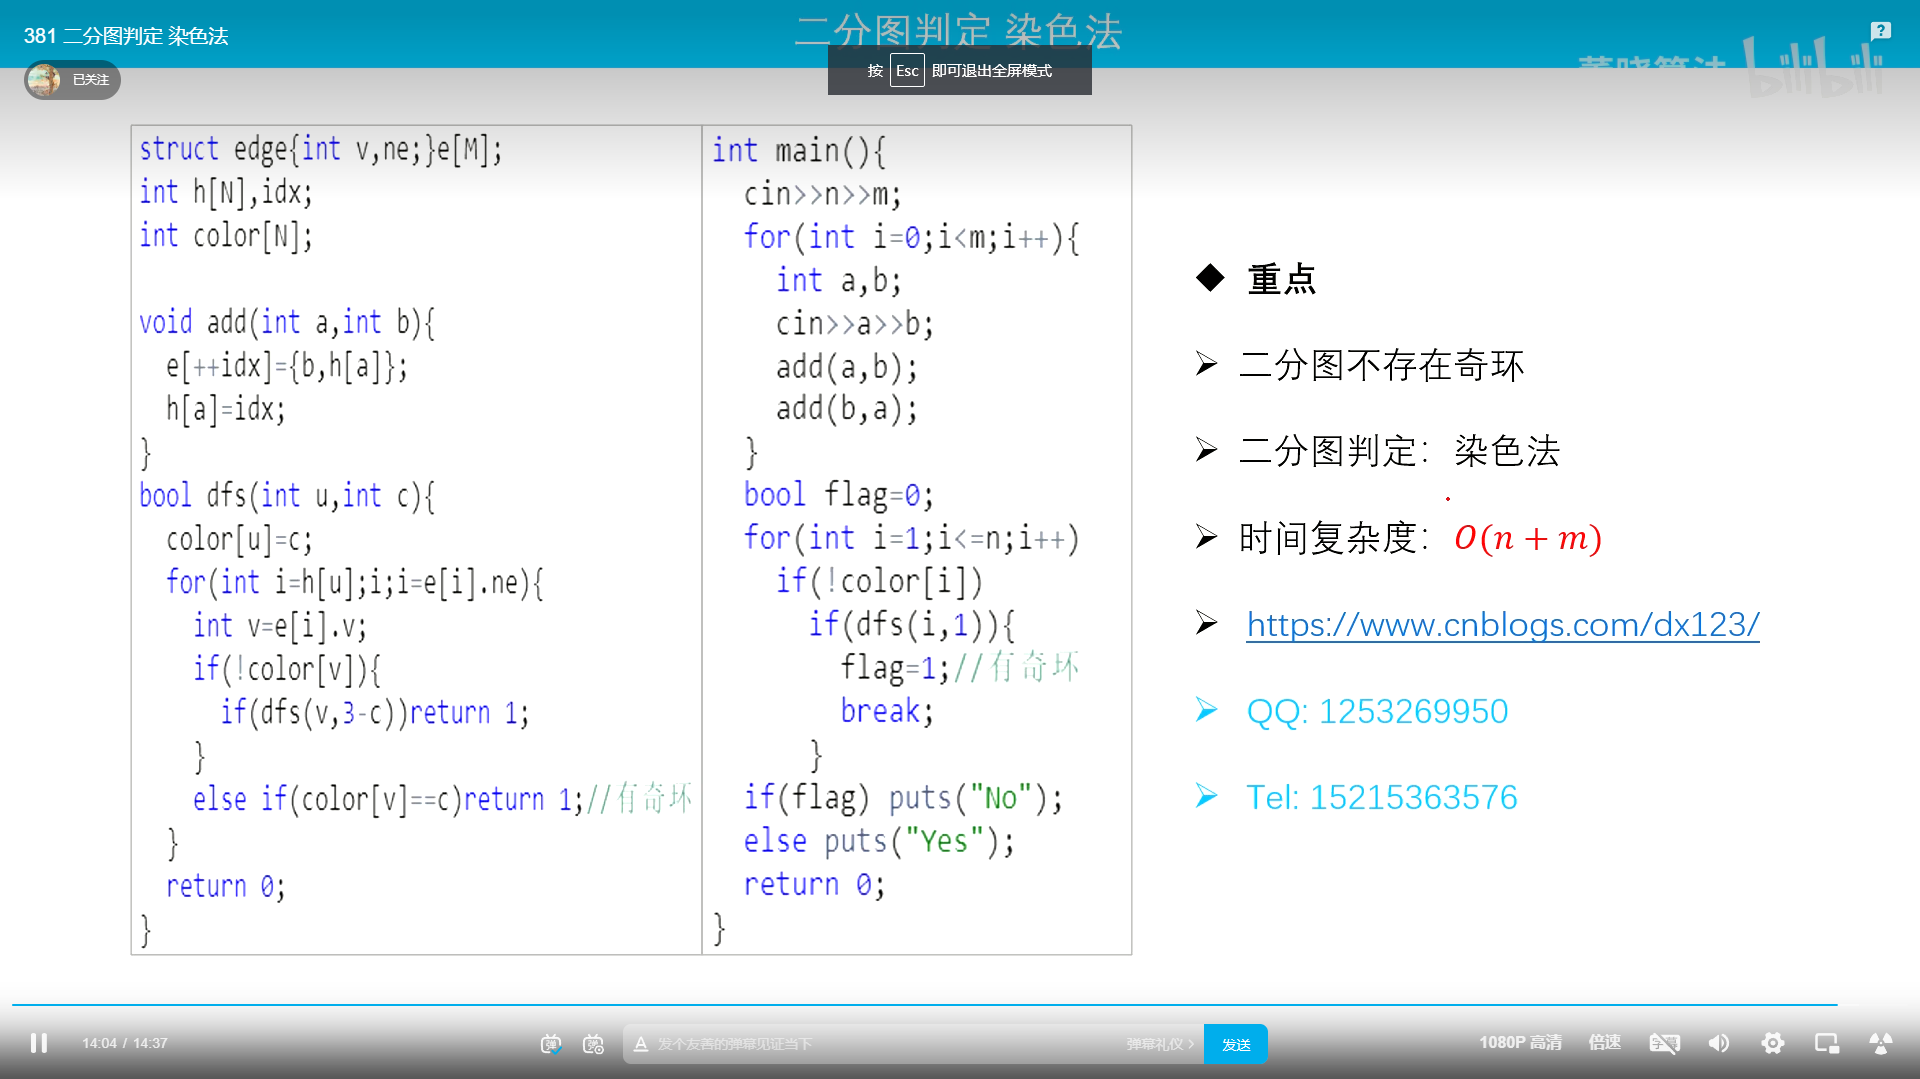 381 二分图判定 染色法
二分图判定 染色法
?
已关注
按 Esc 即可退出全屏模式
bilibili
struct edge{int v,ne;}e[M];
int h[N],idx;
int color[N];
void add(int a,int b){
e[++idx]={b,h[a]};
h[a]=idx;
}
bool dfs(int u,int c){
color[u]=c;
for(int i=h[u];i;i=e[i].ne){
int v=e[i].v;
if(!color[v]){
if(dfs(v,3-c))return 1;
}
else if(color[v]==c)return 1;//有奇环
}
return 0;
}
int main(){
cin>>n>>m;
for(int i=0;i<m;i++){
int a,b;
cin>>a>>b;
add(a,b);
add(b,a);
}
bool flag=0;
for(int i=1;i<=n;i++)
if(!color[i])
if(dfs(i,1)){
flag=1;//有奇环
break;
}
if(flag) puts("No");
else puts("Yes");
return 0;
}
◆ 重点
➢ 二分图不存在奇环
➢ 二分图判定：染色法
➢ 时间复杂度：O(n + m)
➢ https://www.cnblogs.com/dx123/
➢ QQ: 1253269950
➢ Tel: 15215363576
14:04 / 14:37
弹
弹
A 发个友善的弹幕见证当下
弹幕礼仪 >
发送
1080P 高清
倍速
字幕